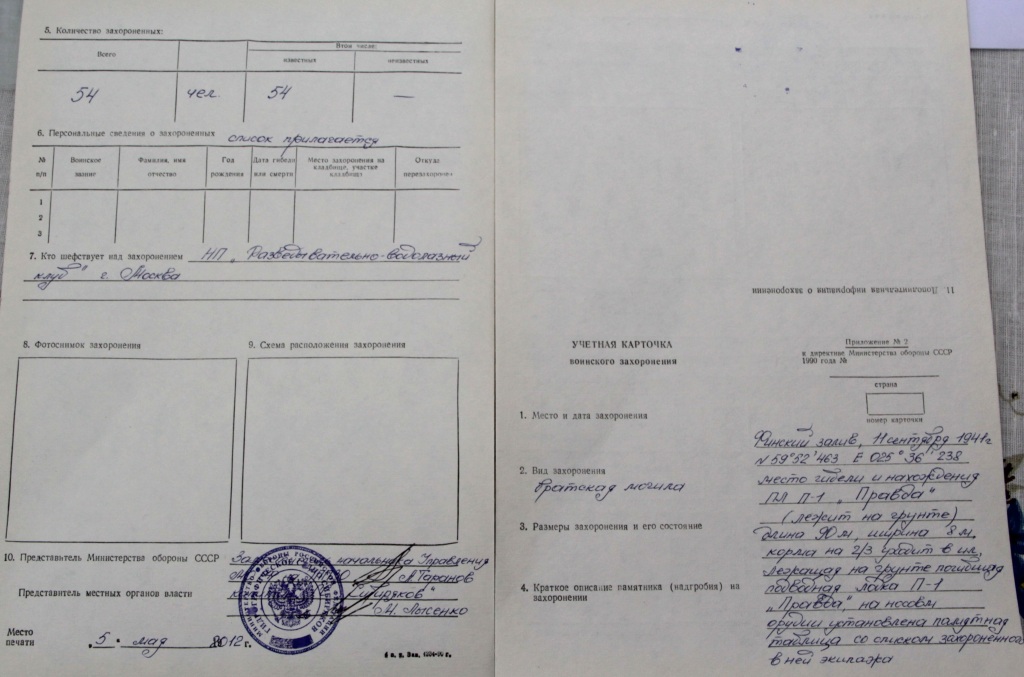 5. Количество захороненных:
Всего
В том числе:
известных
неизвестных
54 чел. 54 —
6. Персональные сведения о захороненных список прилагается
№ п/п
Воинское звание
Фамилия, имя отчество
Год рождения
Дата гибели или смерти
Место захоронения на кладбище, участке кладбища
Откуда перезахоронен
1
2
3
7. Кто шефствует над захоронением НП „Разведывательно-водолазный
клуб" г. Москва
8. Фотоснимок захоронения
9. Схема расположения захоронения
10. Представитель Министерства обороны СССР начальника Управления
А Таранов
Представитель местных органов власти
М. Лысенко
Место
печати
„5" мая 2012 г.
11. Дополнительная информация о захоронении
УЧЕТНАЯ КАРТОЧКА
воинского захоронения
Приложение № 2
к директиве Министерства обороны СССР
1990 года №
страна
номер карточки
1. Место и дата захоронения
Финский залив, 11 сентября 1941г
N 59°52'463 E 025°36'238
2. Вид захоронения
братская могила
место гибели и нахождения
ПЛ П-1 „Правда"
(лежит на грунте)
3. Размеры захоронения и его состояние
длина 90 м, ширина 8 м.
корма на 2/3 уходит в ил.
4. Краткое описание памятника (надгробия) на
захоронении
лежащая на грунте погибшая
подводная лодка П-1
„Правда" на носовом
орудии установлена памятная
таблица со списком захороненного
в ней экипажа